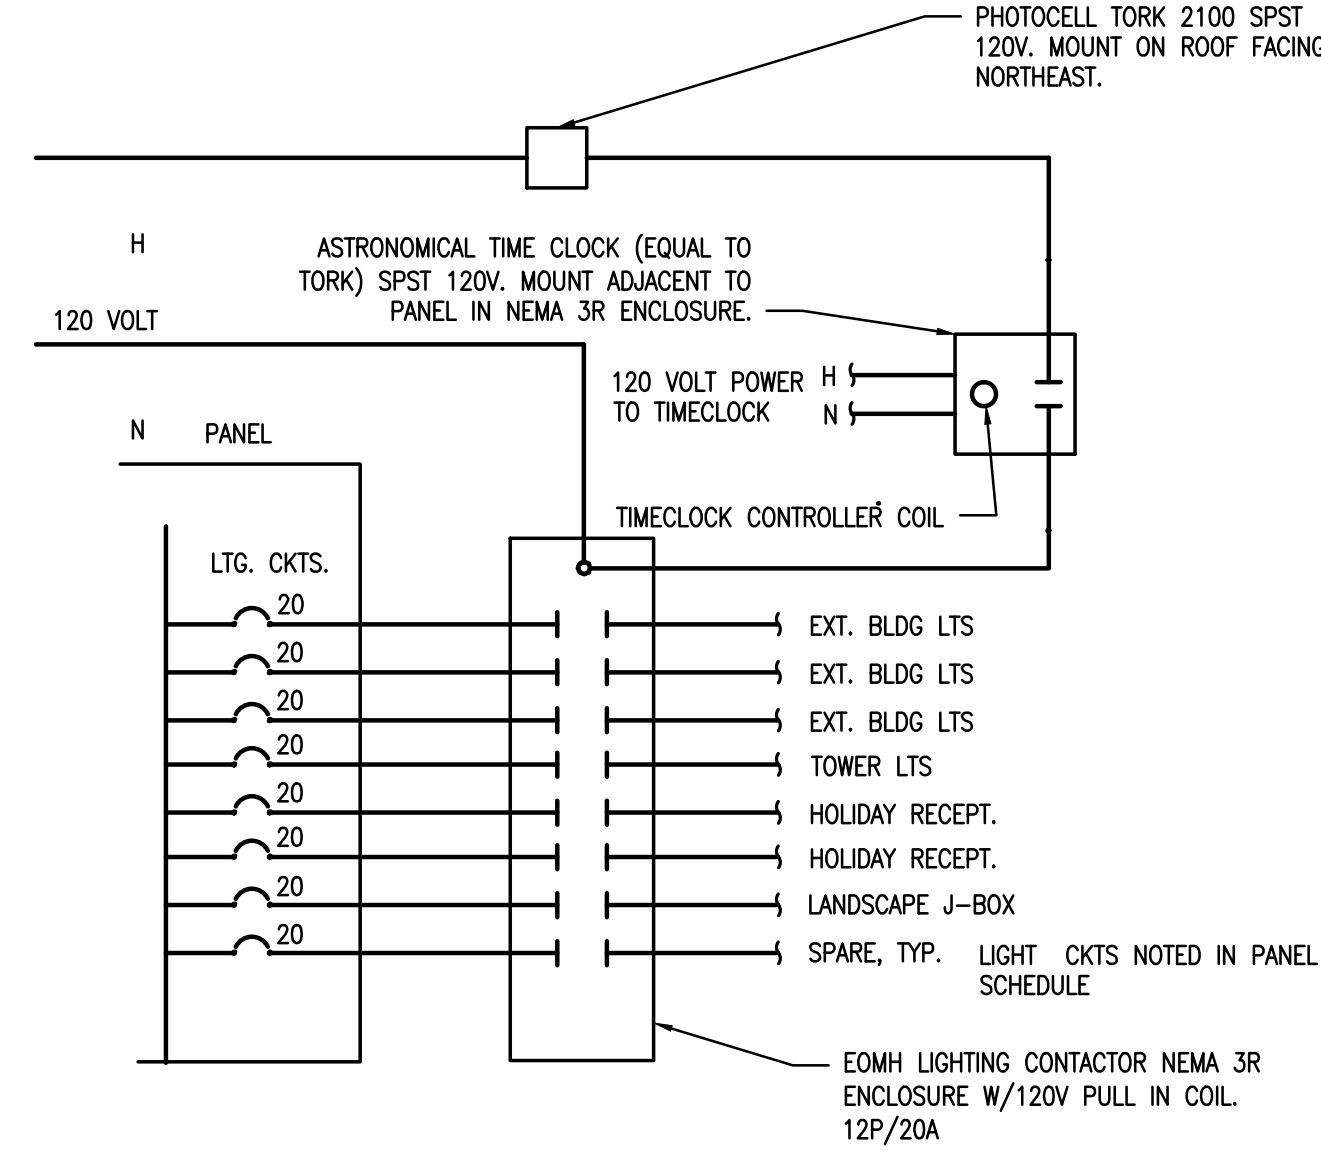 PHOTOCELL TORK 2100 SPST
120V. MOUNT ON ROOF FACING
NORTHEAST.
H
ASTRONOMICAL TIME CLOCK (EQUAL TO
TORK) SPST 120V. MOUNT ADJACENT TO
PANEL IN NEMA 3R ENCLOSURE.
120 VOLT
120 VOLT POWER H
TO TIMECLOCK N
N PANEL
TIMECLOCK CONTROLLER COIL
LTG. CKTS.
20
EXT. BLDG LTS
20
EXT. BLDG LTS
20
EXT. BLDG LTS
20
TOWER LTS
20
HOLIDAY RECEPT.
20
HOLIDAY RECEPT.
20
LANDSCAPE J-BOX
20
SPARE, TYP.
LIGHT CKTS NOTED IN PANEL
SCHEDULE
EOMH LIGHTING CONTACTOR NEMA 3R
ENCLOSURE W/120V PULL IN COIL.
12P/20A